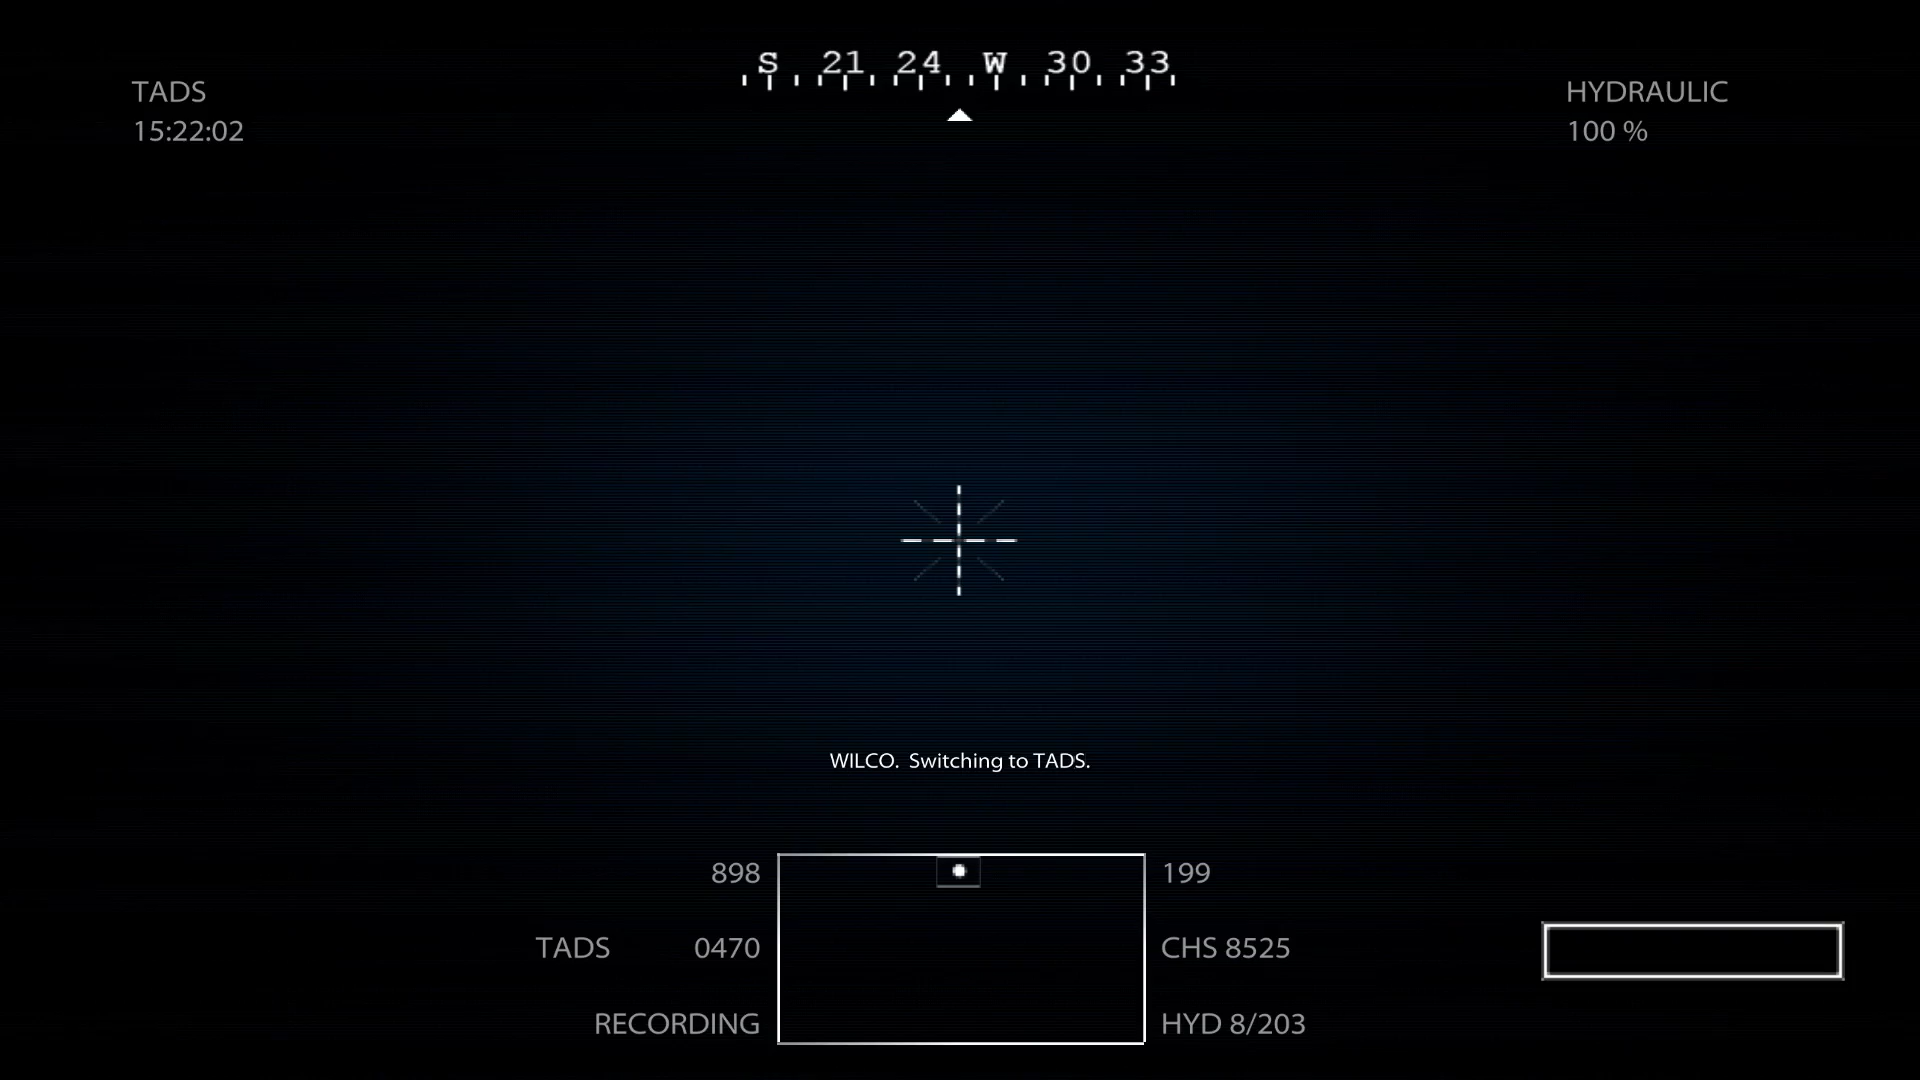 S 21 24 W 30 33
TADS
15:22:02
HYDRAULIC
100 %
WILCO.  Switching to TADS.
898
199
TADS 0470
CHS 8525
RECORDING
HYD 8/203